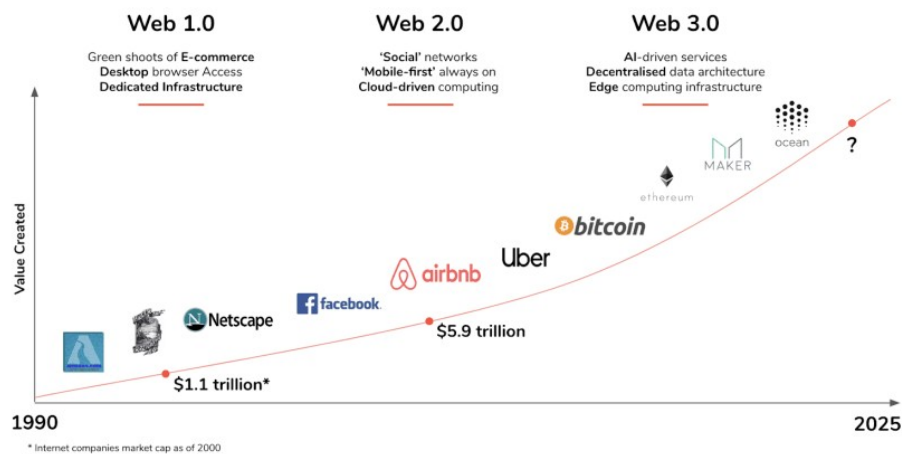 Web 1.0
Green shoots of E-commerce
Desktop browser Access
Dedicated Infrastructure
Web 2.0
‘Social’ networks
‘Mobile-first’ always on
Cloud-driven computing
Web 3.0
AI-driven services
Decentralised data architecture
Edge computing infrastructure
Value Created
N Netscape
f facebook.
airbnb
Uber
bitcoin
ethereum
MAKER
ocean
$1.1 trillion*
$5.9 trillion
?
1990
2025
* Internet companies market cap as of 2000